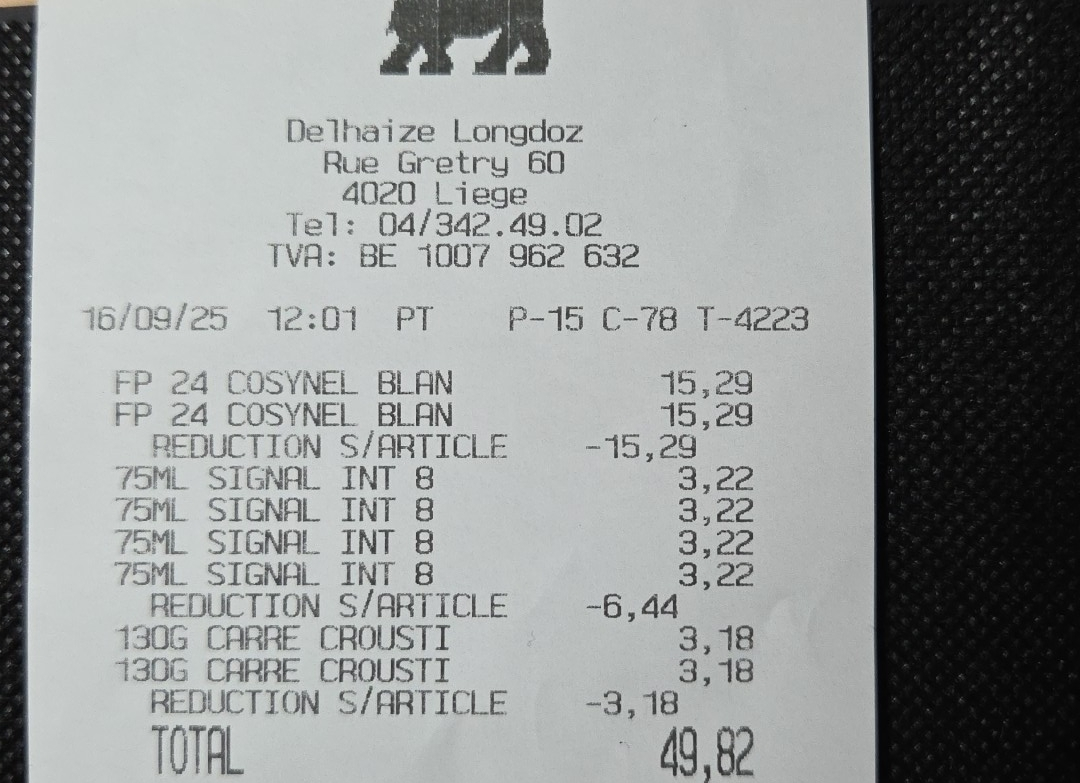 Delhaize Longdoz
Rue Gretry 60
4020 Liege
Tel: 04/342.49.02
TVA: BE 1007 962 632
16/09/25 12:01 PT P-15 C-78 T-4223
FP 24 COSYNEL BLAN 15,29
FP 24 COSYNEL BLAN 15,29
REDUCTION S/ARTICLE -15,29
75ML SIGNAL INT 8 3,22
75ML SIGNAL INT 8 3,22
75ML SIGNAL INT 8 3,22
75ML SIGNAL INT 8 3,22
REDUCTION S/ARTICLE -6,44
130G CARRE CROUSTI 3,18
130G CARRE CROUSTI 3,18
REDUCTION S/ARTICLE -3,18
TOTAL 49,82